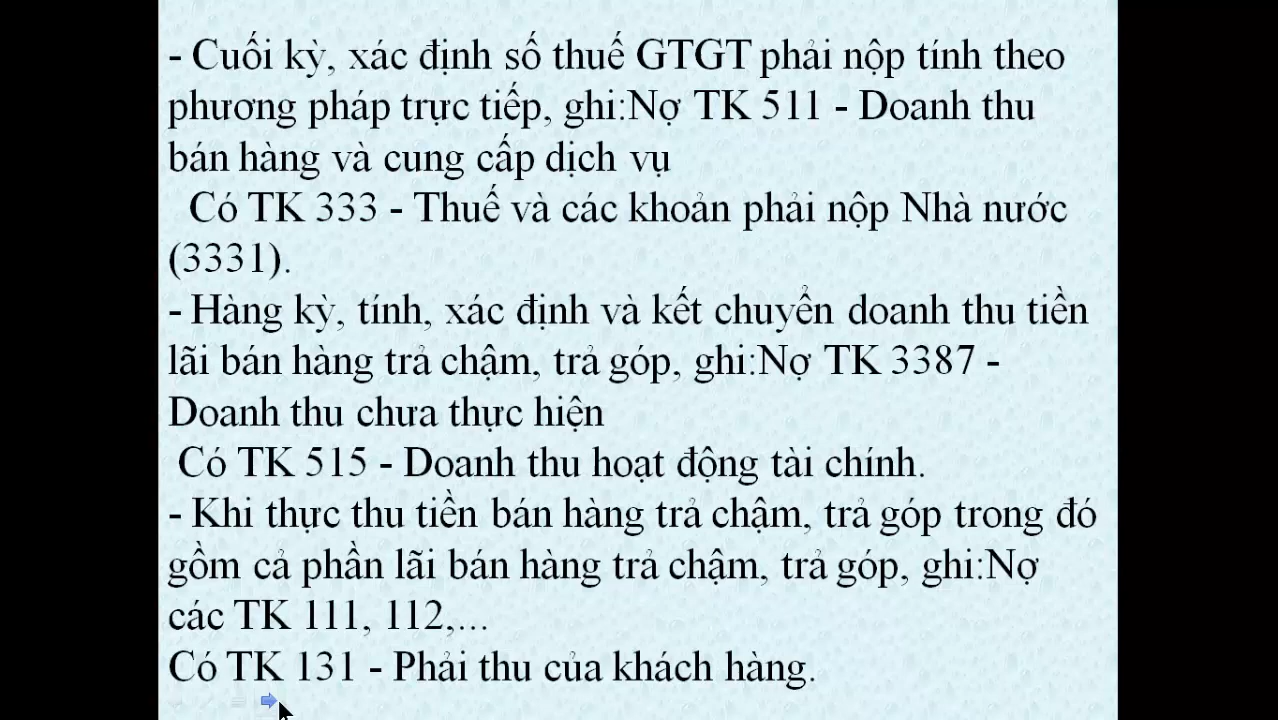 - Cuối kỳ, xác định số thuế GTGT phải nộp tính theo
phương pháp trực tiếp, ghi:Nợ TK 511 - Doanh thu
bán hàng và cung cấp dịch vụ
Có TK 333 - Thuế và các khoản phải nộp Nhà nước
(3331).
- Hàng kỳ, tính, xác định và kết chuyển doanh thu tiền
lãi bán hàng trả chậm, trả góp, ghi:Nợ TK 3387 -
Doanh thu chưa thực hiện
Có TK 515 - Doanh thu hoạt động tài chính.
- Khi thực thu tiền bán hàng trả chậm, trả góp trong đó
gồm cả phần lãi bán hàng trả chậm, trả góp, ghi:Nợ
các TK 111, 112,...
Có TK 131 - Phải thu của khách hàng.